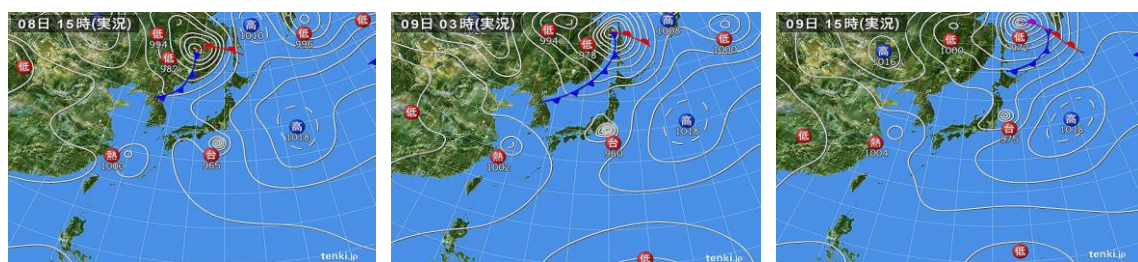 08日 15時(実況)
低
994
低
982
高
1010
低
996
低
高
1018
熱
1000
台
965
tenki.jp
09日 03時(実況)
低
994
低
978
高
1008
低
1000
低
高
1018
熱
1002
台
960
低
tenki.jp
09日 15時(実況)
高
1016
低
1000
低
972
低
熱
1004
台
975
高
1018
低
tenki.jp